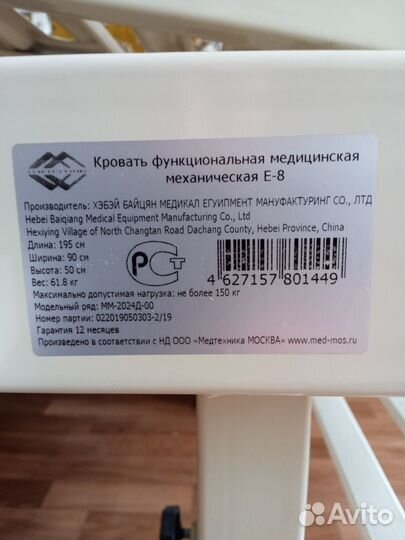 Кровать функциональная медицинская
механическая Е-8
Производитель: ХЭБЭЙ БАЙЦЯН МЕДИКАЛ ЕГУИПМЕНТ МАНУФАКТУРИНГ СО., ЛТД
Hebei Baiqiang Medical Equipment Manufacturing Co., Ltd
Hexiying Village of North Changtan Road Dachang County, Hebei Province, China
Длина: 195 см
Ширина: 90 см
Высота: 50 см
Вес: 61.8 кг
РСТ
4 627157 801449
Максимально допустимая нагрузка: не более 150 кг
Модельный ряд: ММ-2024Д-00
Номер партии: 022019050303-2/19
Гарантия 12 месяцев
Произведено в соответствии с НД ООО «Медтехника МОСКВА» www.med-mos.ru
Avito